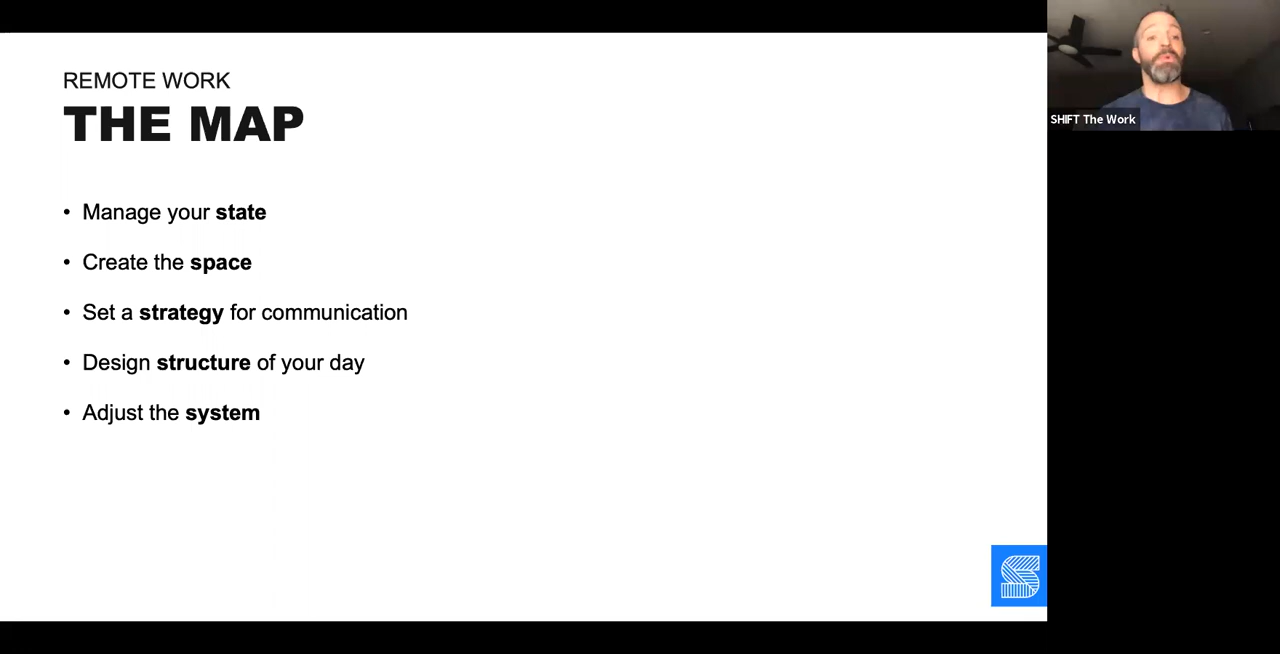 REMOTE WORK
THE MAP
• Manage your state
• Create the space
• Set a strategy for communication
• Design structure of your day
• Adjust the system
SHIFT The Work
S